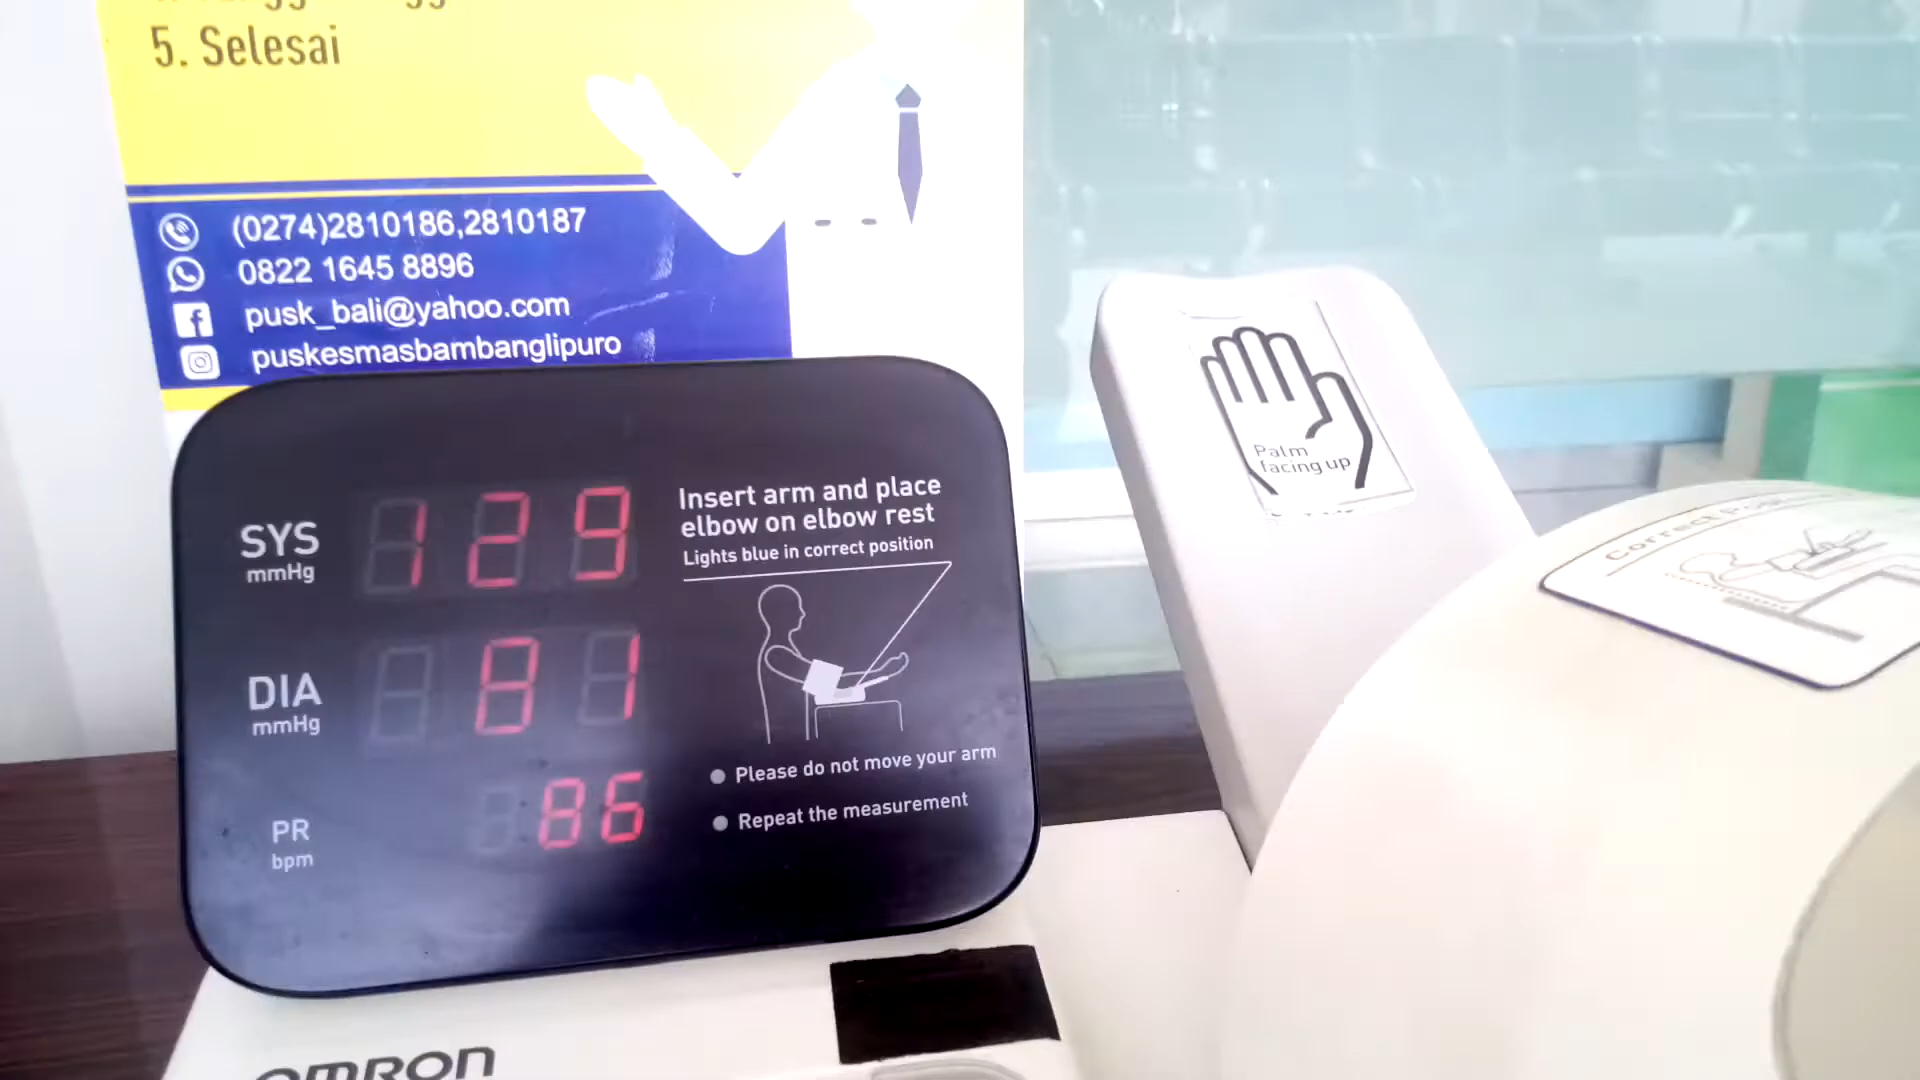 5. Selesai
(0274)2810186,2810187
0822 1645 8896
pusk_bali@yahoo.com
puskesmasbambanglipuro
SYS
mmHg
129
DIA
mmHg
81
PR
bpm
86
Insert arm and place
elbow on elbow rest
Lights blue in correct position
Please do not move your arm
Repeat the measurement
OMRON
Palm
facing up
Correct